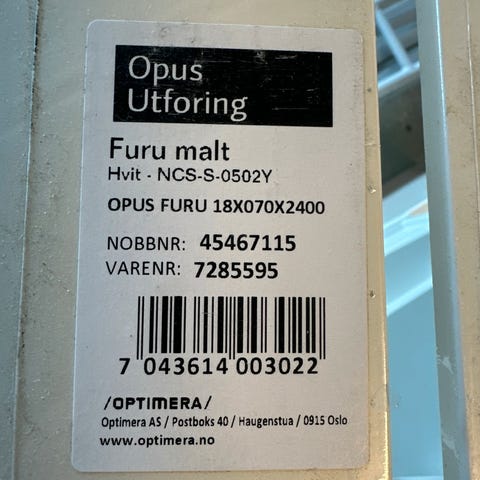 Opus
Utforing
Furu malt
Hvit - NCS-S-0502Y
OPUS FURU 18X070X2400
NOBBNR: 45467115
VARENR: 7285595
7 043614 003022
/OPTIMERA/
Optimera AS / Postboks 40 / Haugenstua / 0915 Oslo
www.optimera.no